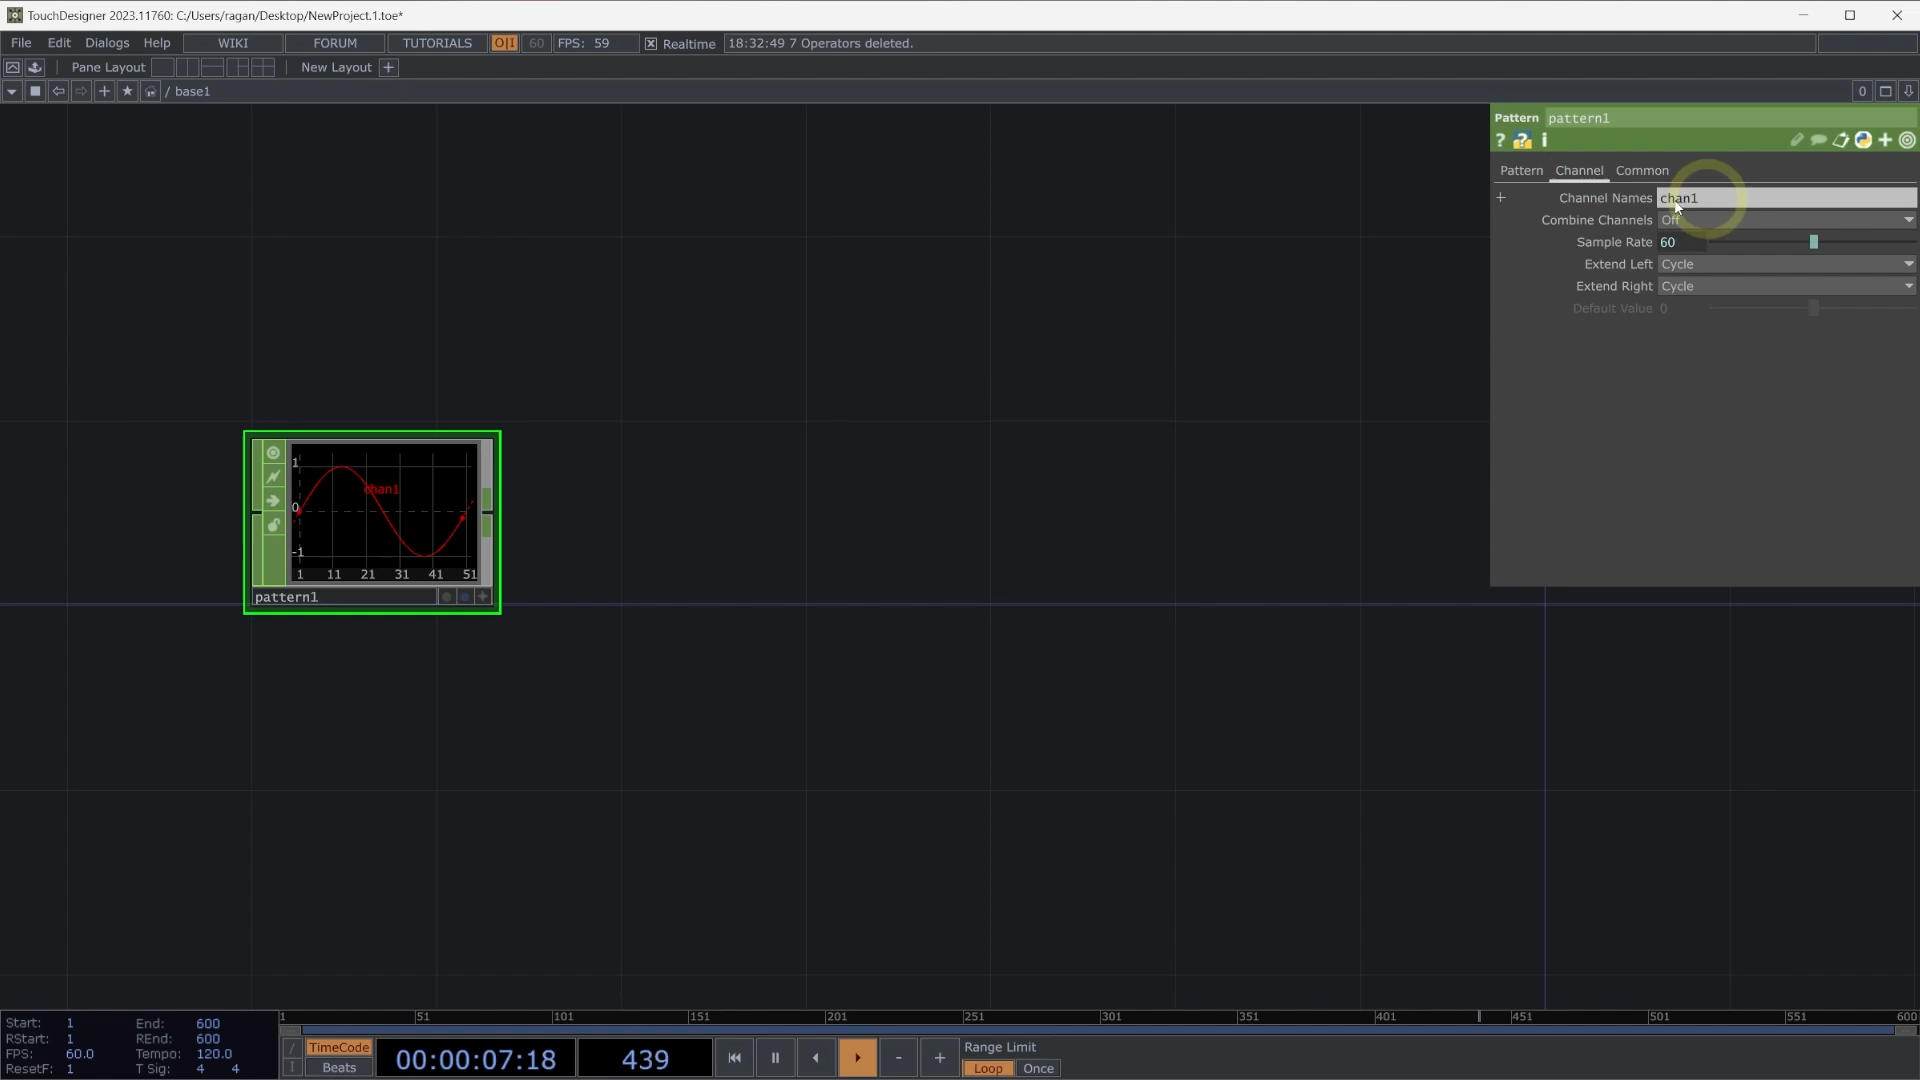 TouchDesigner 2023.11760: C:/Users/ragan/Desktop/NewProject.1.toe*
File Edit Dialogs Help WIKI FORUM TUTORIALS O|I 60 FPS: 59 Realtime 18:32:49 7 Operators deleted.
Pane Layout New Layout +
/ base1 0
Pattern pattern1
? ? i
Pattern Channel Common
+ Channel Names chan1
Combine Channels Off
Sample Rate 60
Extend Left Cycle
Extend Right Cycle
Default Value 0
1
chan1
0
-1
1 11 21 31 41 51
pattern1
1 51 101 151 201 251 301 351 401 451 501 551 600
Start: 1 End: 600
RStart: 1 REnd: 600
FPS: 60.0 Tempo: 120.0
ResetF: 1 T Sig: 4 4
/ TimeCode
I Beats
00:00:07:18 439 - +
Range Limit
Loop Once